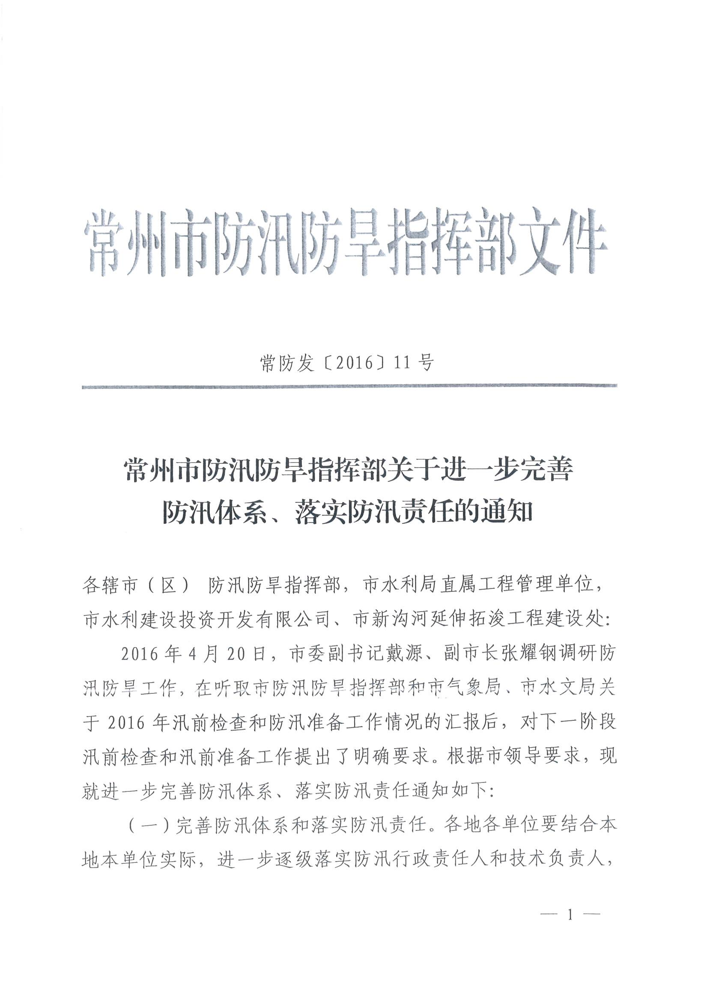 常州市防汛防旱指挥部文件
常防发〔2016〕11 号
常州市防汛防旱指挥部关于进一步完善
防汛体系、落实防汛责任的通知
各辖市（区） 防汛防旱指挥部，市水利局直属工程管理单位，
市水利建设投资开发有限公司、市新沟河延伸拓浚工程建设处：
2016 年 4 月 20 日，市委副书记戴源、副市长张耀钢调研防
汛防旱工作，在听取市防汛防旱指挥部和市气象局、市水文局关
于 2016 年汛前检查和防汛准备工作情况的汇报后，对下一阶段
汛前检查和汛前准备工作提出了明确要求。根据市领导要求，现
就进一步完善防汛体系、落实防汛责任通知如下：
（一）完善防汛体系和落实防汛责任。各地各单位要结合本
地本单位实际，进一步逐级落实防汛行政责任人和技术负责人，
— 1 —